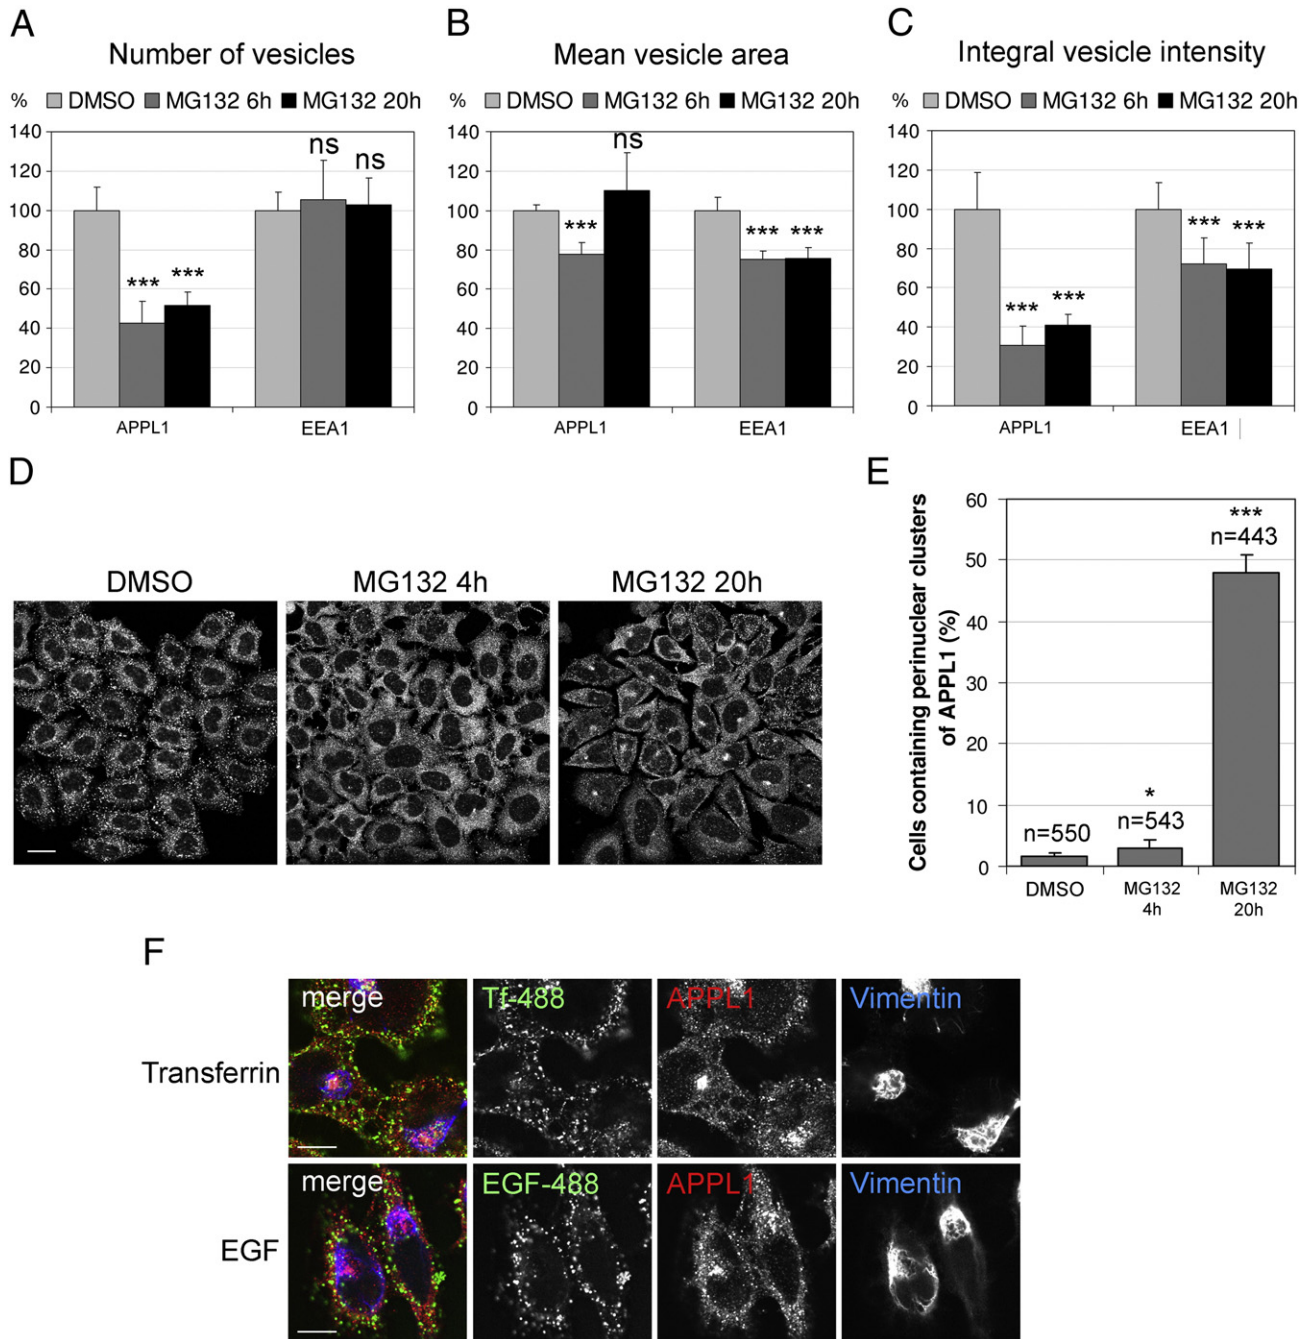 A
Number of vesicles
% DMSO MG132 6h MG132 20h
140
120
100
80
60
40
20
0
*** ***
ns ns
APPL1 EEA1
B
Mean vesicle area
% DMSO MG132 6h MG132 20h
140
120
100
80
60
40
20
0
*** ns
*** ***
APPL1 EEA1
C
Integral vesicle intensity
% DMSO MG132 6h MG132 20h
140
120
100
80
60
40
20
0
*** ***
*** ***
APPL1 EEA1
D
DMSO MG132 4h MG132 20h
E
Cells containing perinuclear clusters
of APPL1 (%)
60
50
40
30
20
10
0
n=550
*
n=543
***
n=443
DMSO MG132 MG132
4h 20h
F
Transferrin
merge Tf-488 APPL1 Vimentin
EGF
merge EGF-488 APPL1 Vimentin